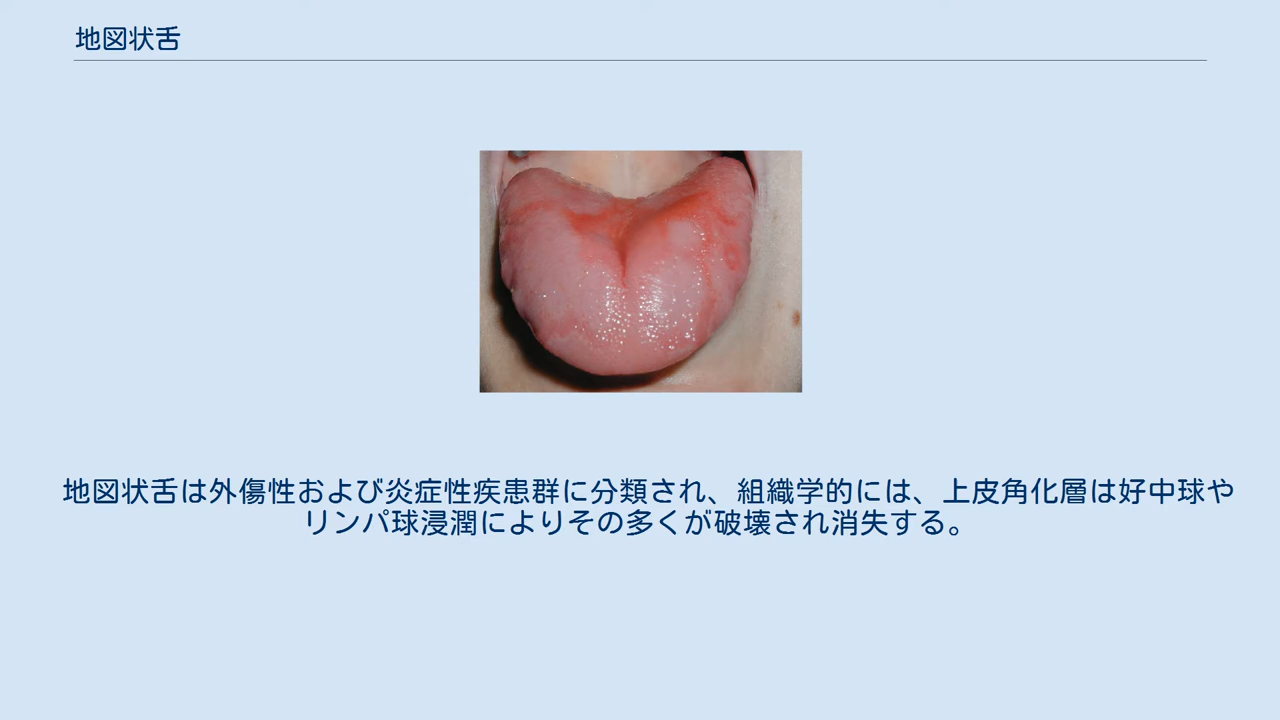 地図状舌
地図状舌は外傷性および炎症性疾患群に分類され、組織学的には、上皮角化層は好中球や
リンパ球浸潤によりその多くが破壊され消失する。